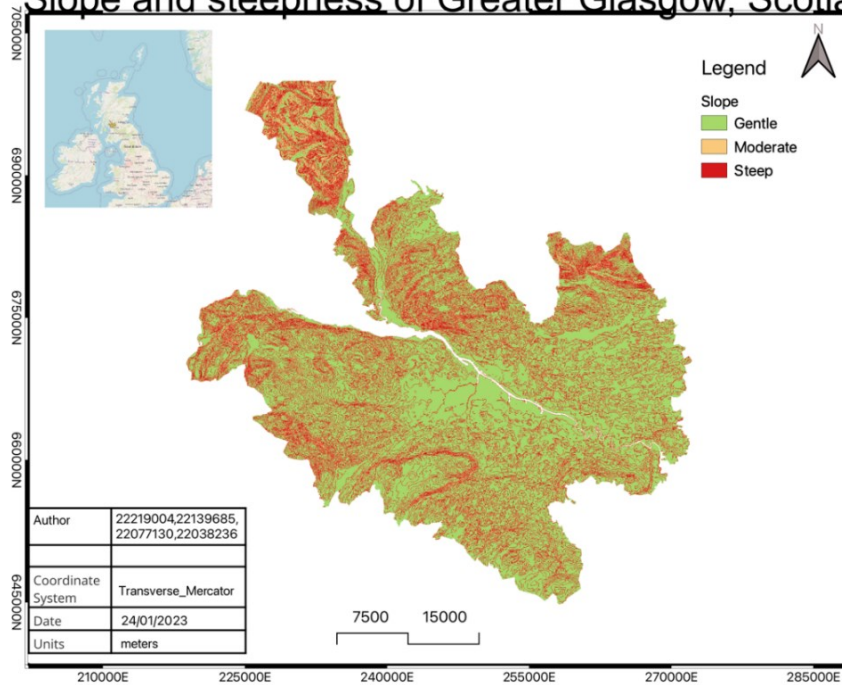 Slope and steepness of Greater Glasgow,
N
Legend
Slope
Gentle
Moderate
Steep
705000N
690000N
675000N
660000N
645000N
Author
22219004,22139685,
22077130,22038236
Coordinate
System
Transverse_Mercator
Date
24/01/2023
Units
meters
7500
15000
210000E
225000E
240000E
255000E
270000E
285000E